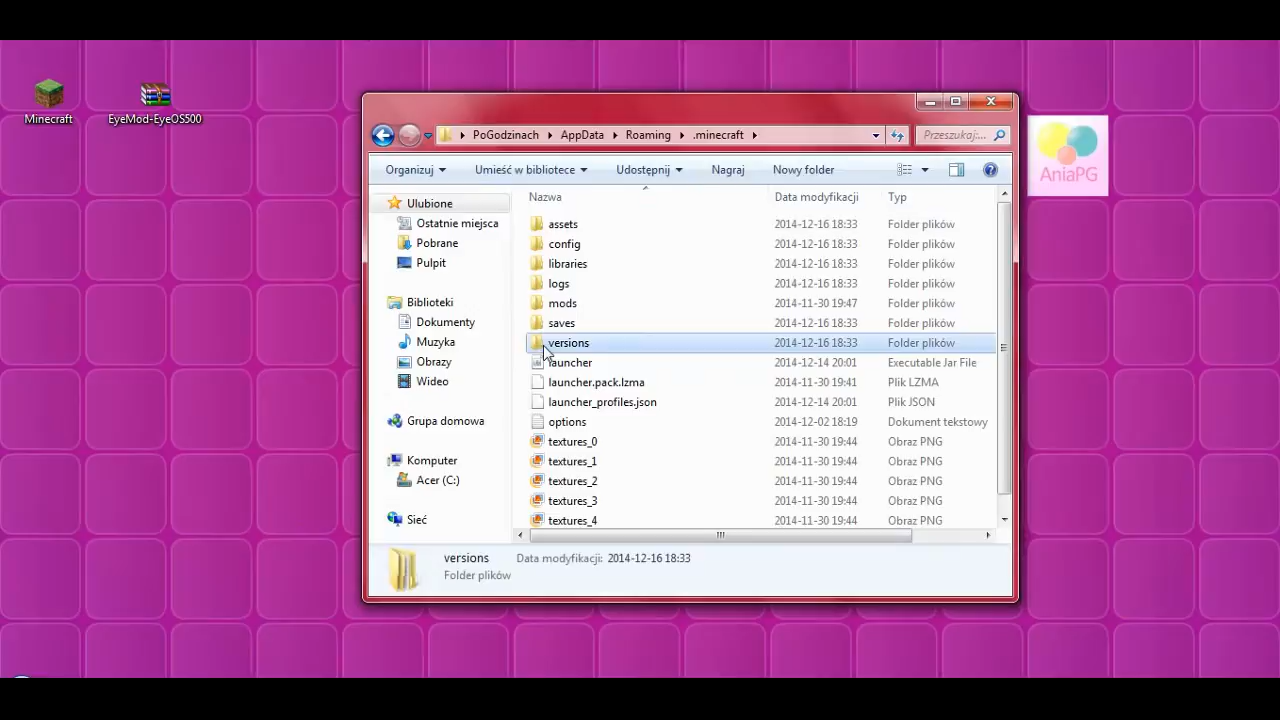 Minecraft
EyeMod-EyeOS500
AniaPG
PoGodzinach
AppData
Roaming
.minecraft
Przeszukaj:...
Organizuj
Umieść w bibliotece
Udostępnij
Nagraj
Nowy folder
Ulubione
Ostatnie miejsca
Pobrane
Pulpit
Biblioteki
Dokumenty
Muzyka
Obrazy
Wideo
Grupa domowa
Komputer
Acer (C:)
Sieć
Nazwa Data modyfikacji Typ
assets 2014-12-16 18:33 Folder plików
config 2014-12-16 18:33 Folder plików
libraries 2014-12-16 18:33 Folder plików
logs 2014-12-16 18:33 Folder plików
mods 2014-11-30 19:47 Folder plików
saves 2014-12-16 18:33 Folder plików
versions 2014-12-16 18:33 Folder plików
launcher 2014-12-14 20:01 Executable Jar File
launcher.pack.lzma 2014-11-30 19:41 Plik LZMA
launcher_profiles.json 2014-12-14 20:01 Plik JSON
options 2014-12-02 18:19 Dokument tekstowy
textures_0 2014-11-30 19:44 Obraz PNG
textures_1 2014-11-30 19:44 Obraz PNG
textures_2 2014-11-30 19:44 Obraz PNG
textures_3 2014-11-30 19:44 Obraz PNG
textures_4 2014-11-30 19:44 Obraz PNG
versions Data modyfikacji: 2014-12-16 18:33
Folder plików